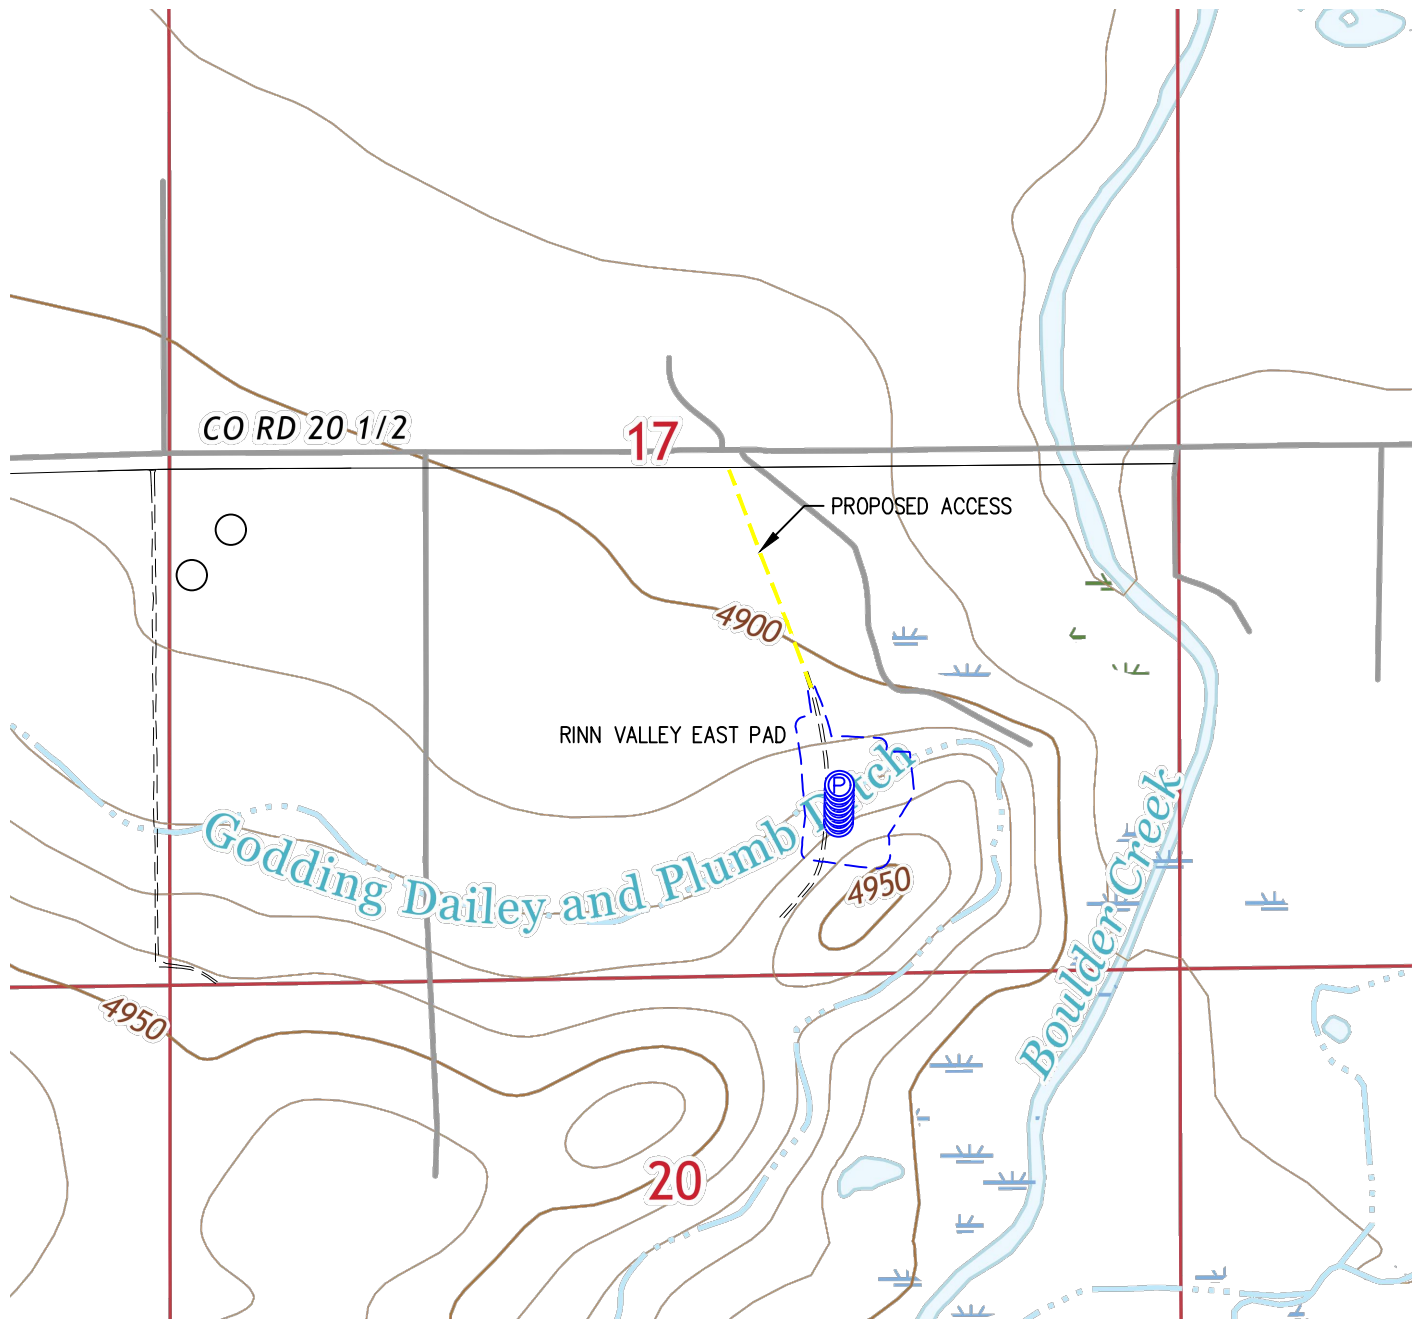 CO RD 20 1/2
17
PROPOSED ACCESS
4900
RINN VALLEY EAST PAD
P
Godding Dailey and Plumb Ditch
4950
Boulder Creek
4950
20